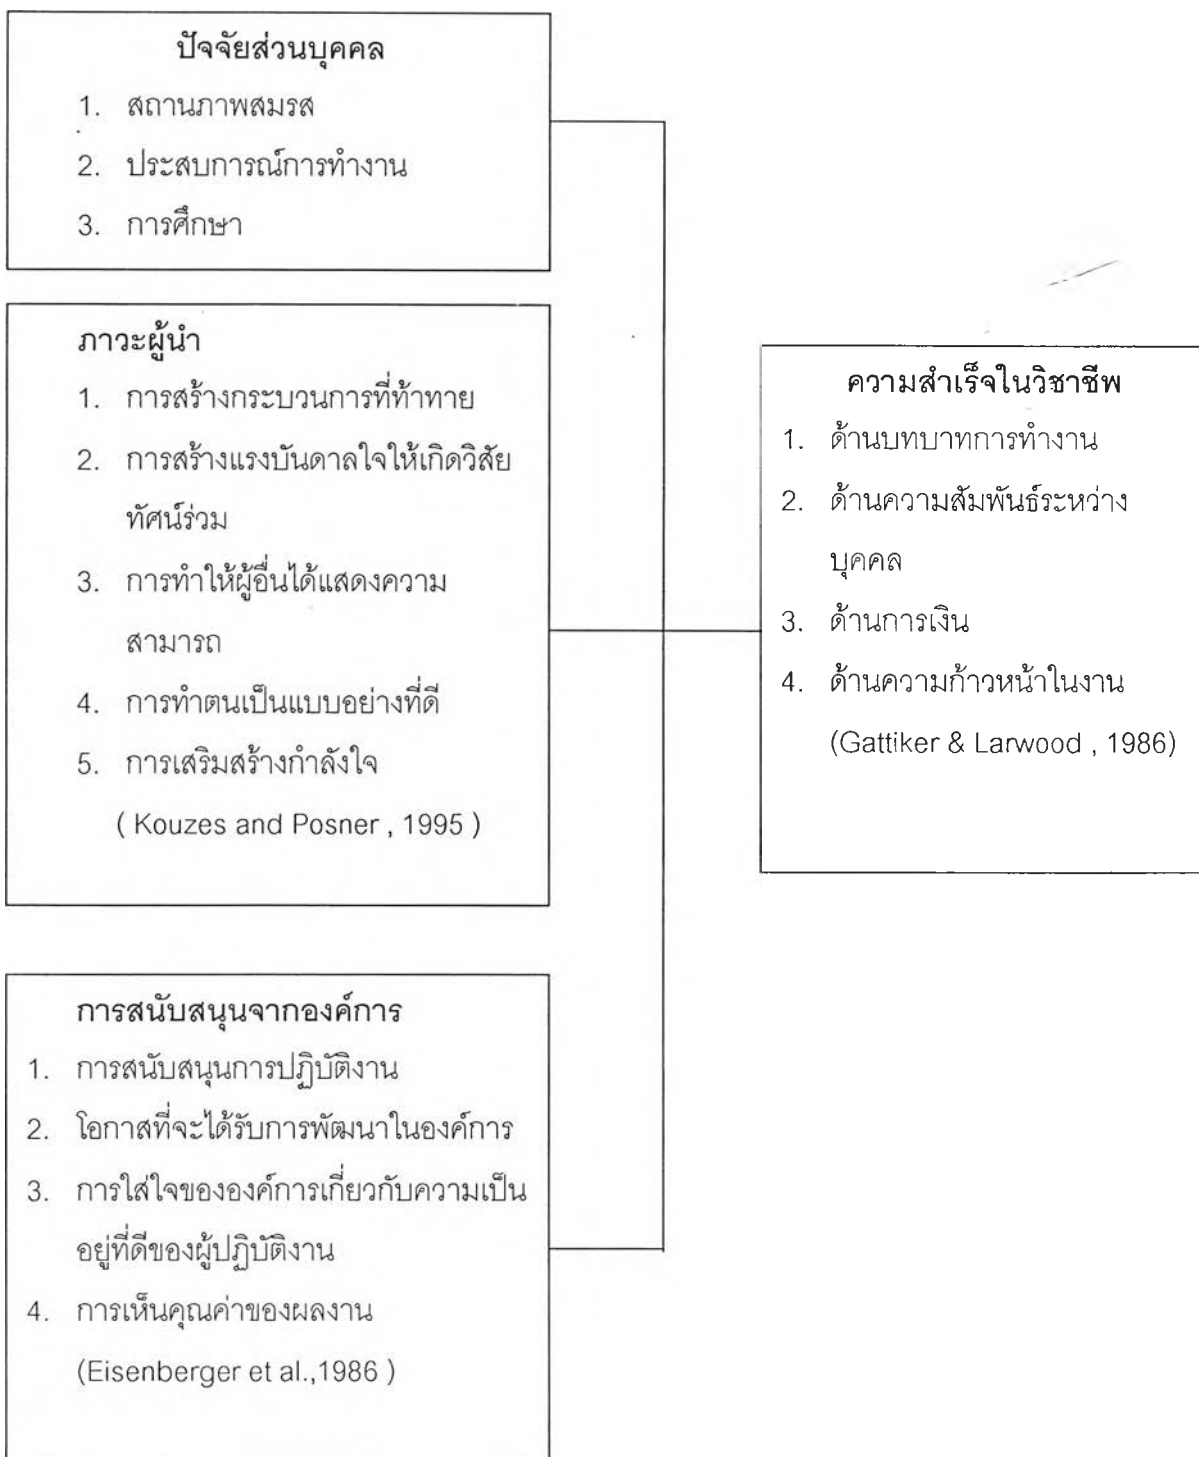 ปัจจัยส่วนบุคคล
1. สถานภาพสมรส
2. ประสบการณ์การทำงาน
3. การศึกษา
ภาวะผู้นำ
1. การสร้างกระบวนการที่ท้าทาย
2. การสร้างแรงบันดาลใจให้เกิดวิสัย
ทัศน์ร่วม
3. การทำให้ผู้อื่นได้แสดงความ
สามารถ
4. การทำตนเป็นแบบอย่างที่ดี
5. การเสริมสร้างกำลังใจ
( Kouzes and Posner , 1995 )
การสนับสนุนจากองค์การ
1. การสนับสนุนการปฏิบัติงาน
2. โอกาสที่จะได้รับการพัฒนาในองค์การ
3. การใส่ใจขององค์การเกี่ยวกับความเป็น
อยู่ที่ดีของผู้ปฏิบัติงาน
4. การเห็นคุณค่าของผลงาน
(Eisenberger et al.,1986 )
ความสำเร็จในวิชาชีพ
1. ด้านบทบาทการทำงาน
2. ด้านความสัมพันธ์ระหว่าง
บุคคล
3. ด้านการเงิน
4. ด้านความก้าวหน้าในงาน
(Gattiker & Larwood , 1986)